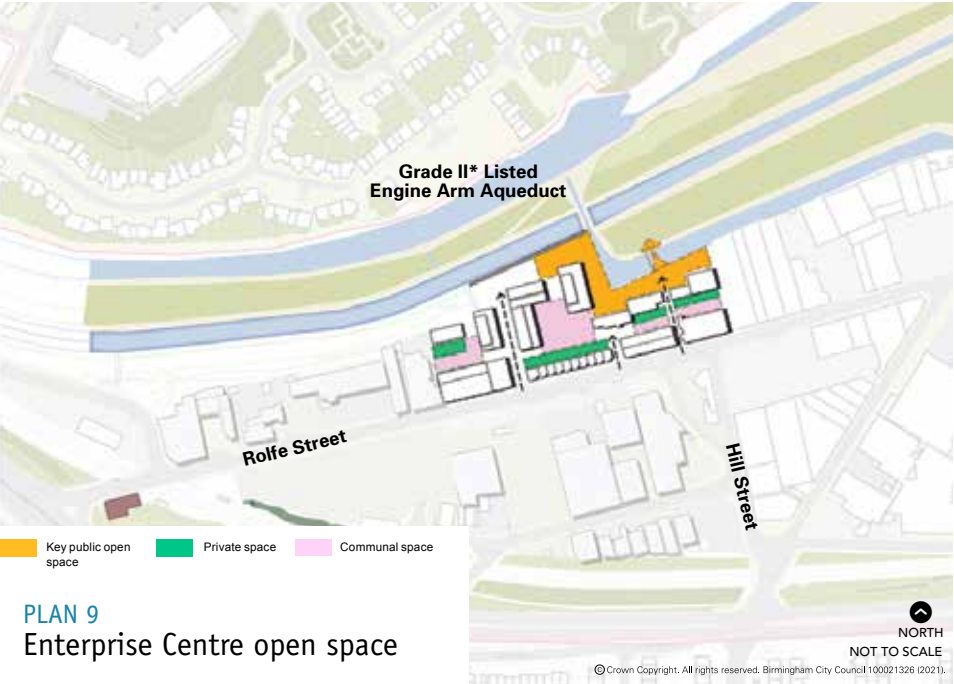 Grade II* Listed
Engine Arm Aqueduct
Rolfe Street
Hill Street
Key public open
space
Private space
Communal space
PLAN 9
Enterprise Centre open space
NORTH
NOT TO SCALE
©Crown Copyright. All rights reserved. Birmingham City Council 100021326 (2021).